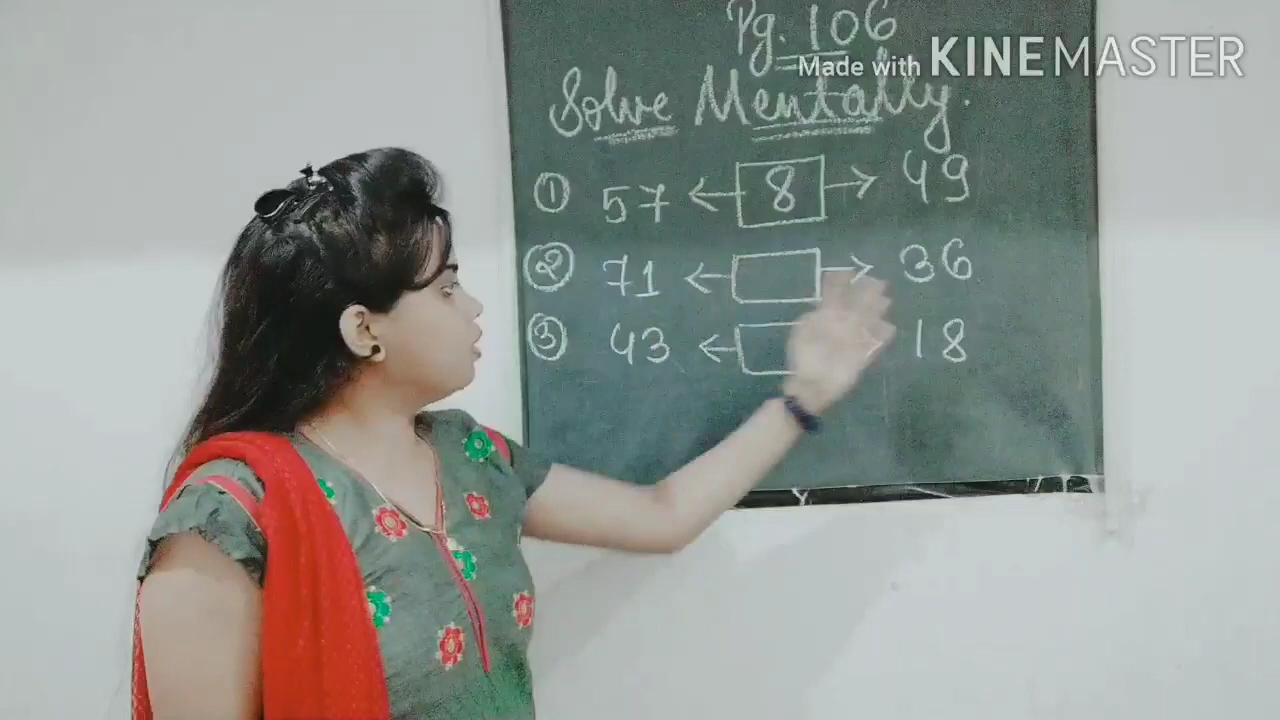 Pg. 106
Made with KINEMASTER
Solve Mentally.
① 57 ← 8 → 49
② 71 ← → 36
③ 43 ← → 18